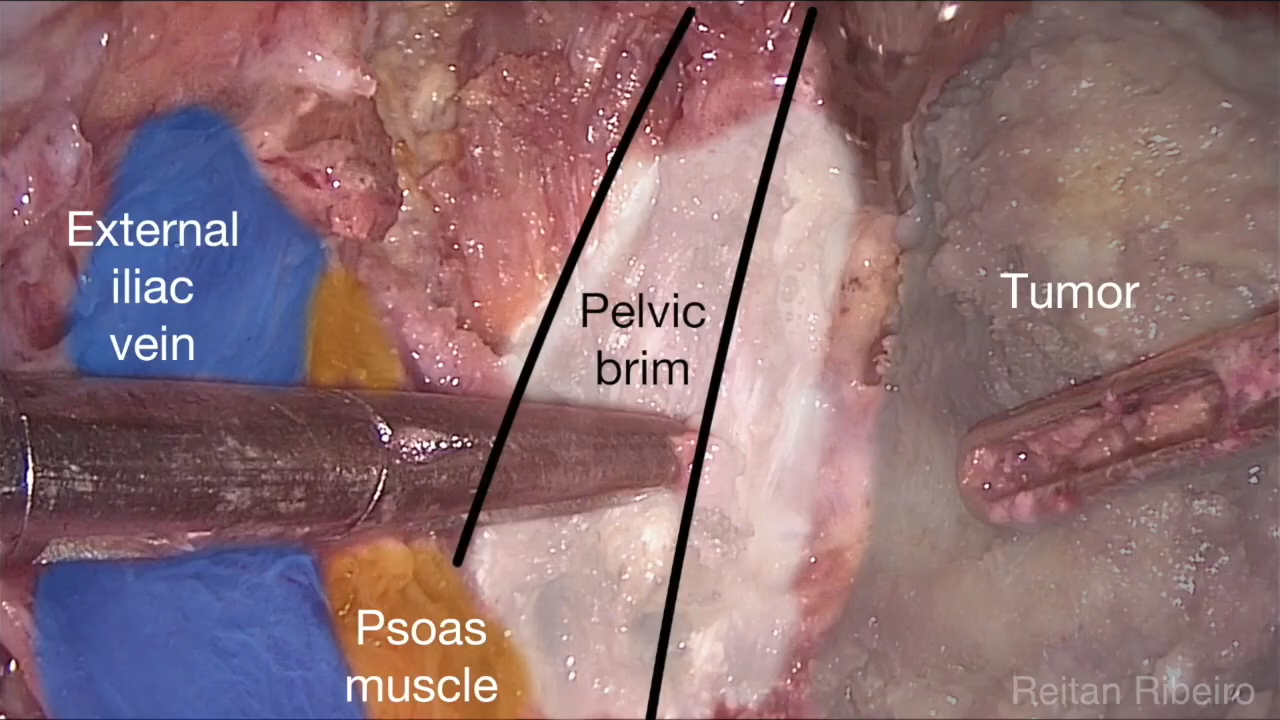 External
iliac
vein
Pelvic
brim
Tumor
Psoas
muscle
Reitan Ribeiro